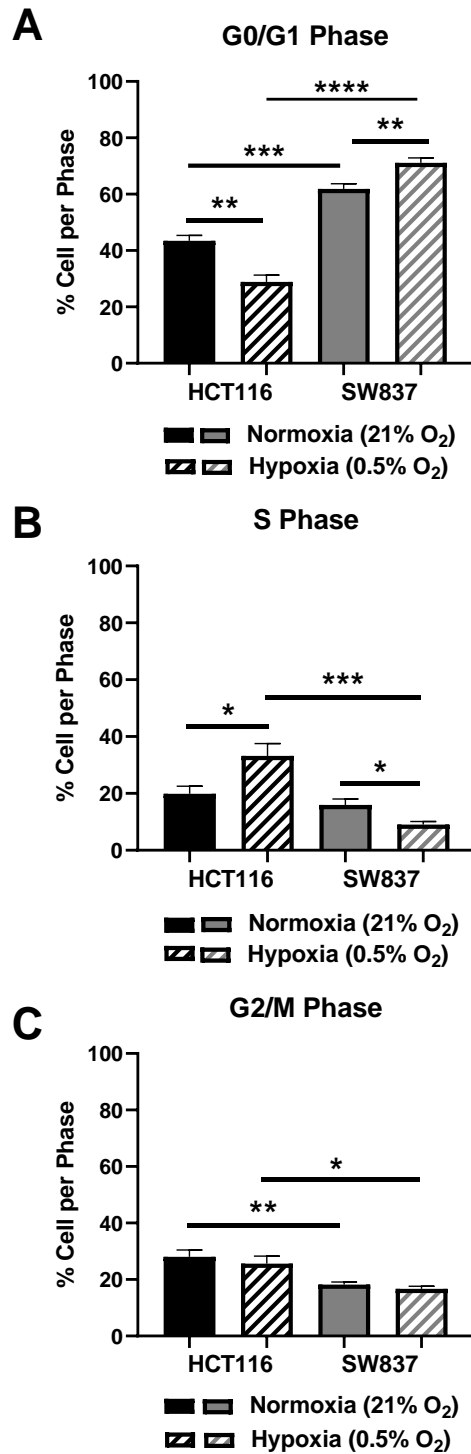 A
G0/G1 Phase
% Cell per Phase
100
80
60
40
20
0
****
***
**
**
HCT116 SW837
Normoxia (21% O₂)
Hypoxia (0.5% O₂)
B
S Phase
% Cell per Phase
100
80
60
40
20
0
***
*
*
HCT116 SW837
Normoxia (21% O₂)
Hypoxia (0.5% O₂)
C
G2/M Phase
% Cell per Phase
100
80
60
40
20
0
*
**
HCT116 SW837
Normoxia (21% O₂)
Hypoxia (0.5% O₂)